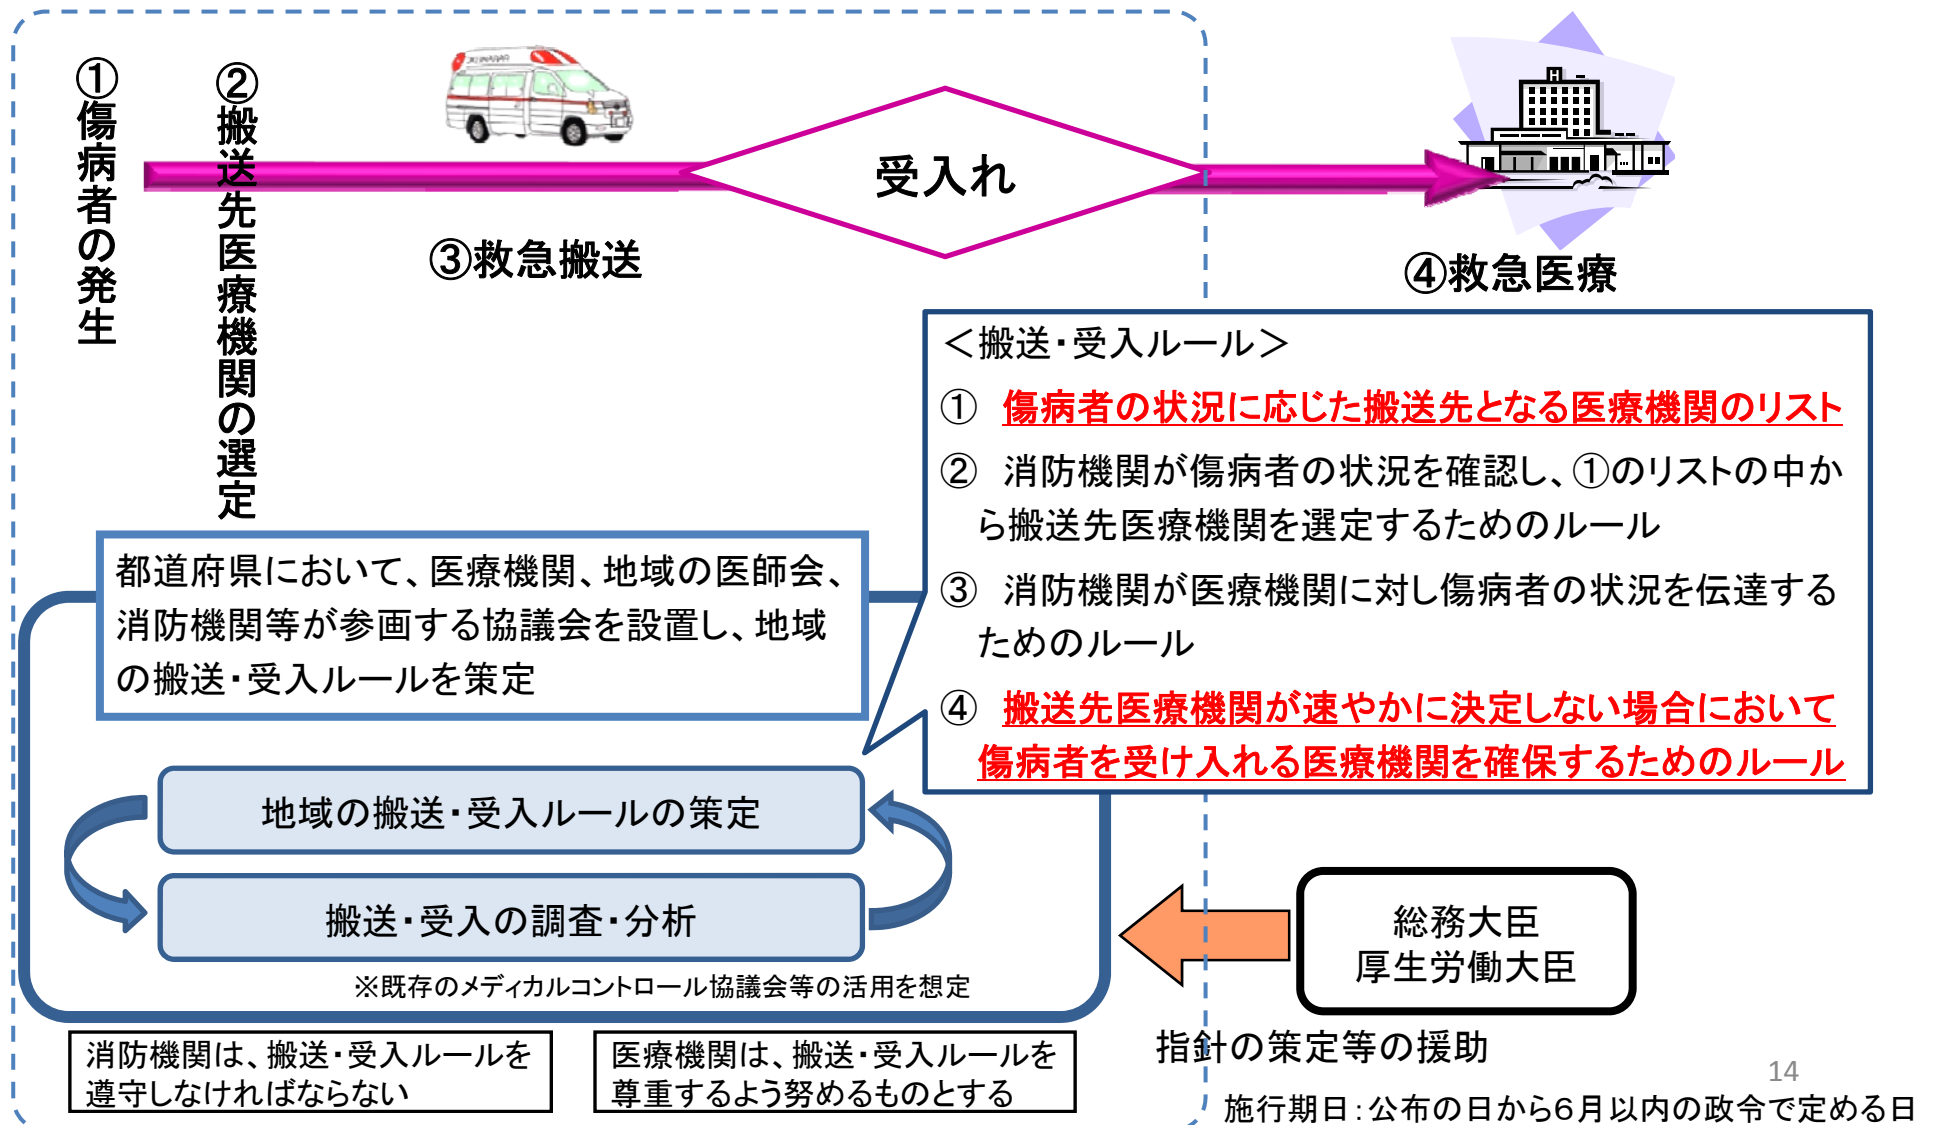 ①傷病者の発生
②搬送先医療機関の選定
③救急搬送
受入れ
④救急医療
＜搬送・受入ルール＞
① 傷病者の状況に応じた搬送先となる医療機関のリスト
② 消防機関が傷病者の状況を確認し、①のリストの中か
ら搬送先医療機関を選定するためのルール
③ 消防機関が医療機関に対し傷病者の状況を伝達する
ためのルール
④ 搬送先医療機関が速やかに決定しない場合において
傷病者を受け入れる医療機関を確保するためのルール
都道府県において、医療機関、地域の医師会、
消防機関等が参画する協議会を設置し、地域
の搬送・受入ルールを策定
地域の搬送・受入ルールの策定
搬送・受入の調査・分析
※既存のメディカルコントロール協議会等の活用を想定
総務大臣
厚生労働大臣
指針の策定等の援助
消防機関は、搬送・受入ルールを
遵守しなければならない
医療機関は、搬送・受入ルールを
尊重するよう努めるものとする
14
施行期日：公布の日から６月以内の政令で定める日